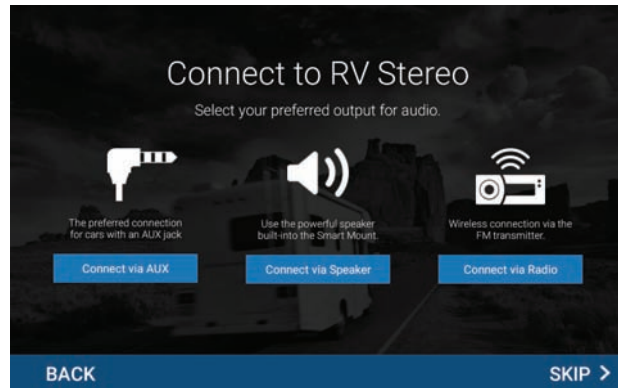 Connect to RV Stereo
Select your preferred output for audio.
The preferred connection
for cars with an AUX jack
Connect via AUX
Use the powerful speaker
built-into the Smart Mount.
Connect via Speaker
Wireless connection via the
FM transmitter.
Connect via Radio
BACK
SKIP >